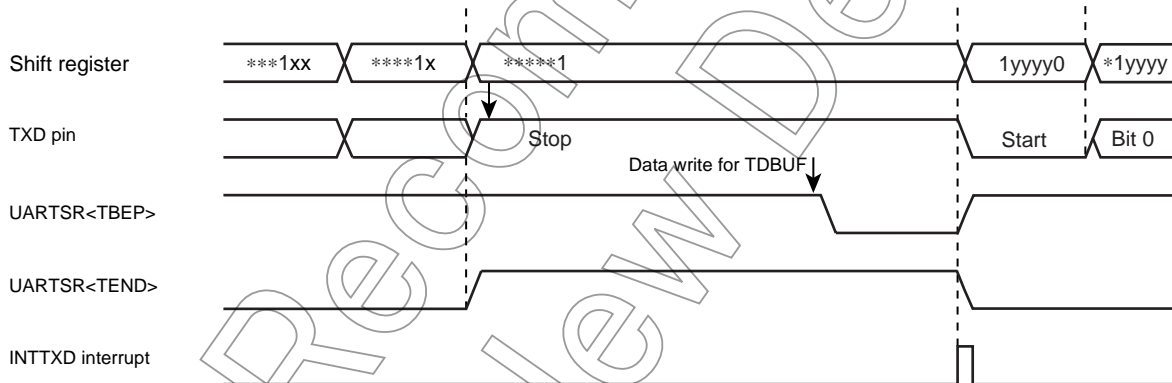 Shift register ***1xx ****1x *****1 1yyyy0 *1yyyy
TXD pin Stop Start Bit 0
Data write for TDBUF
UARTSR<TBEP>
UARTSR<TEND>
INTTXD interrupt